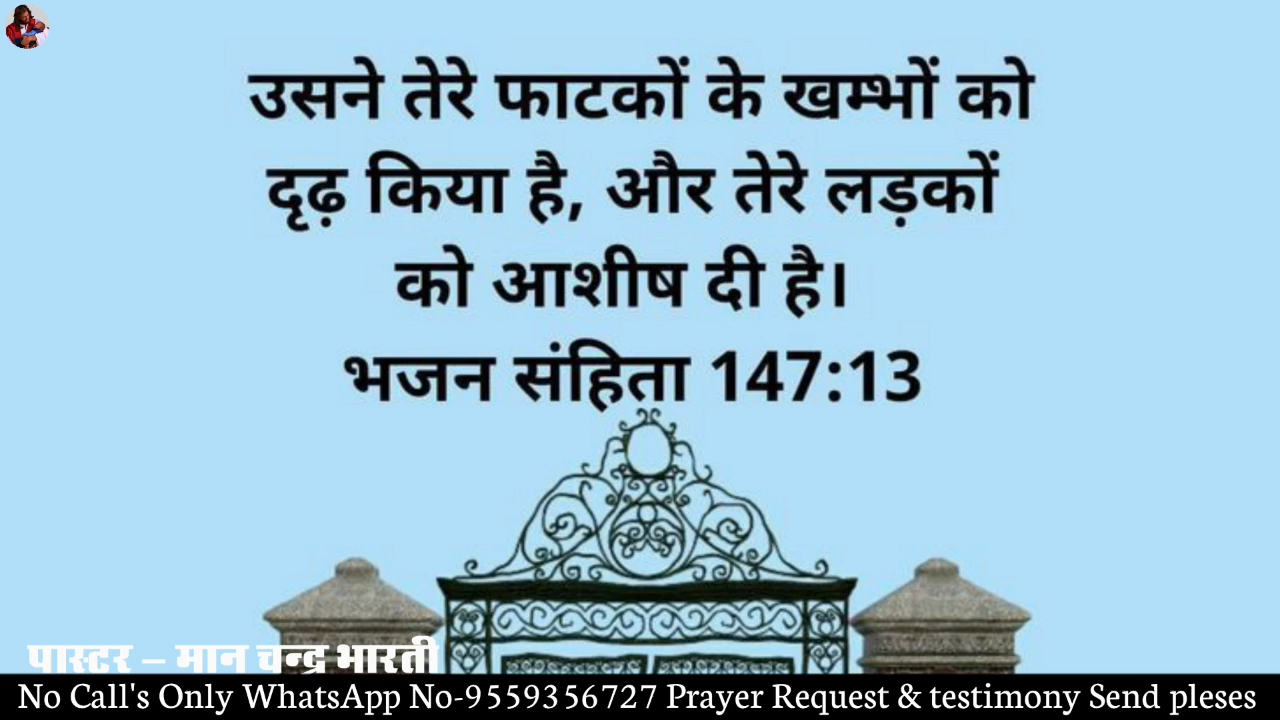 उसने तेरे फाटकों के खम्भों को
दृढ़ किया है, और तेरे लड़कों
को आशीष दी है।
भजन संहिता 147:13
पास्टर – मान चन्द्र भारती
No Call's Only WhatsApp No-9559356727 Prayer Request & testimony Send pleses